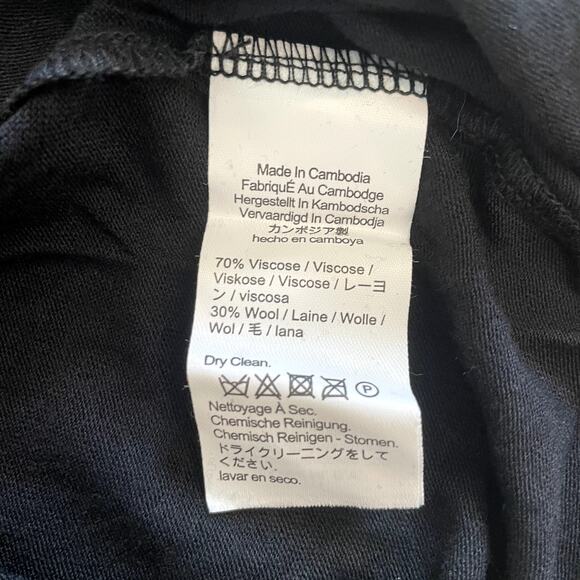 Made In Cambodia
FabriquÉ Au Cambodge
Hergestellt In Kambodscha
Vervaardigd In Cambodja
カンボジア製
hecho en camboya
70% Viscose / Viscose /
Viskose / Viscose / レーヨ
ン / viscosa
30% Wool / Laine / Wolle /
Wol / 毛 / lana
Dry Clean.
P
Nettoyage À Sec.
Chemische Reinigung.
Chemisch Reinigen - Stomen.
ドライクリーニングをして
ください.
lavar en seco.